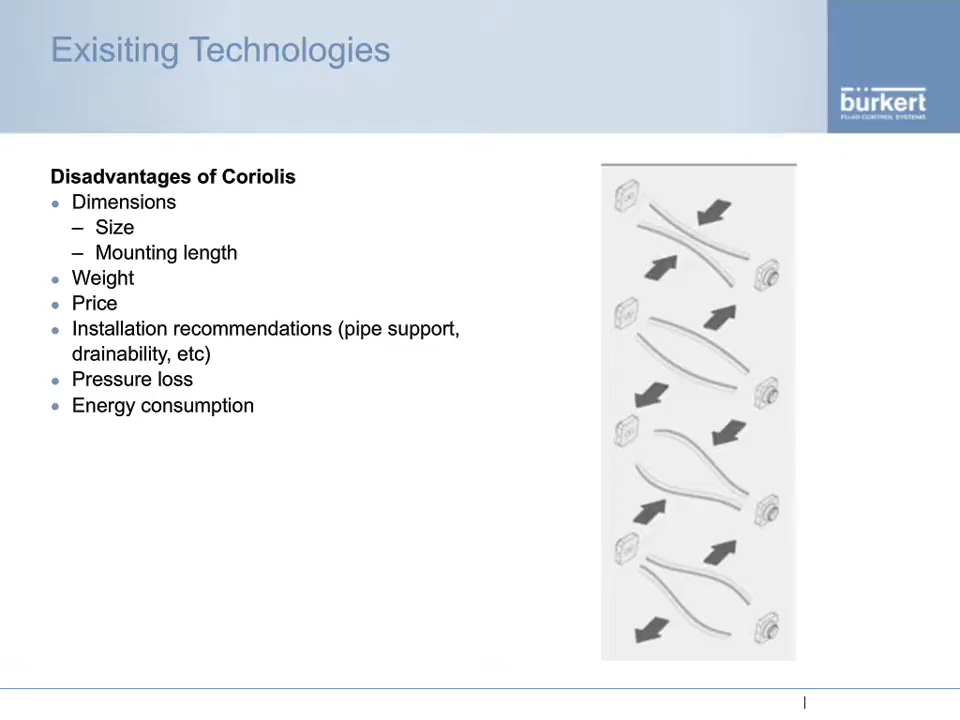 Exisiting Technologies
burkert
FLUID CONTROL SYSTEMS
Disadvantages of Coriolis
● Dimensions
– Size
– Mounting length
● Weight
● Price
● Installation recommendations (pipe support,
drainability, etc)
● Pressure loss
● Energy consumption
|